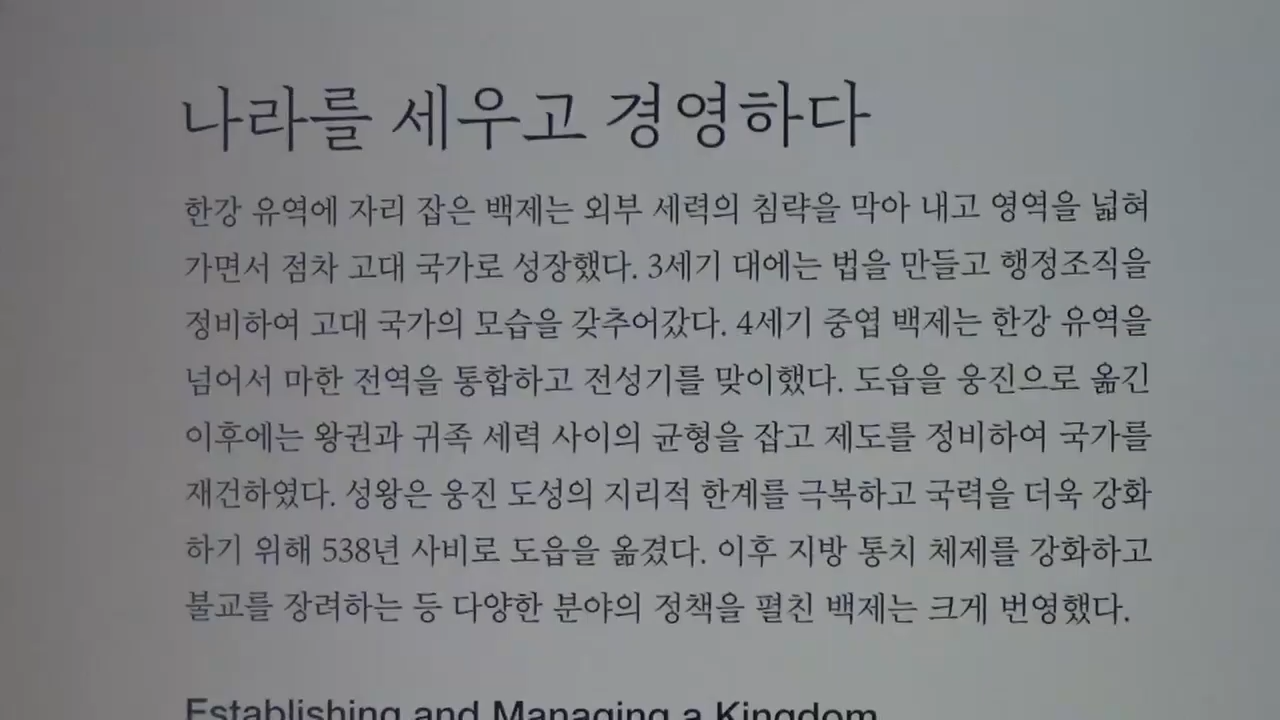 나라를 세우고 경영하다
한강 유역에 자리 잡은 백제는 외부 세력의 침략을 막아 내고 영역을 넓혀
가면서 점차 고대 국가로 성장했다. 3세기 대에는 법을 만들고 행정조직을
정비하여 고대 국가의 모습을 갖추어갔다. 4세기 중엽 백제는 한강 유역을
넘어서 마한 전역을 통합하고 전성기를 맞이했다. 도읍을 웅진으로 옮긴
이후에는 왕권과 귀족 세력 사이의 균형을 잡고 제도를 정비하여 국가를
재건하였다. 성왕은 웅진 도성의 지리적 한계를 극복하고 국력을 더욱 강화
하기 위해 538년 사비로 도읍을 옮겼다. 이후 지방 통치 체제를 강화하고
불교를 장려하는 등 다양한 분야의 정책을 펼친 백제는 크게 번영했다.
Establishing and Managing a Kingdom